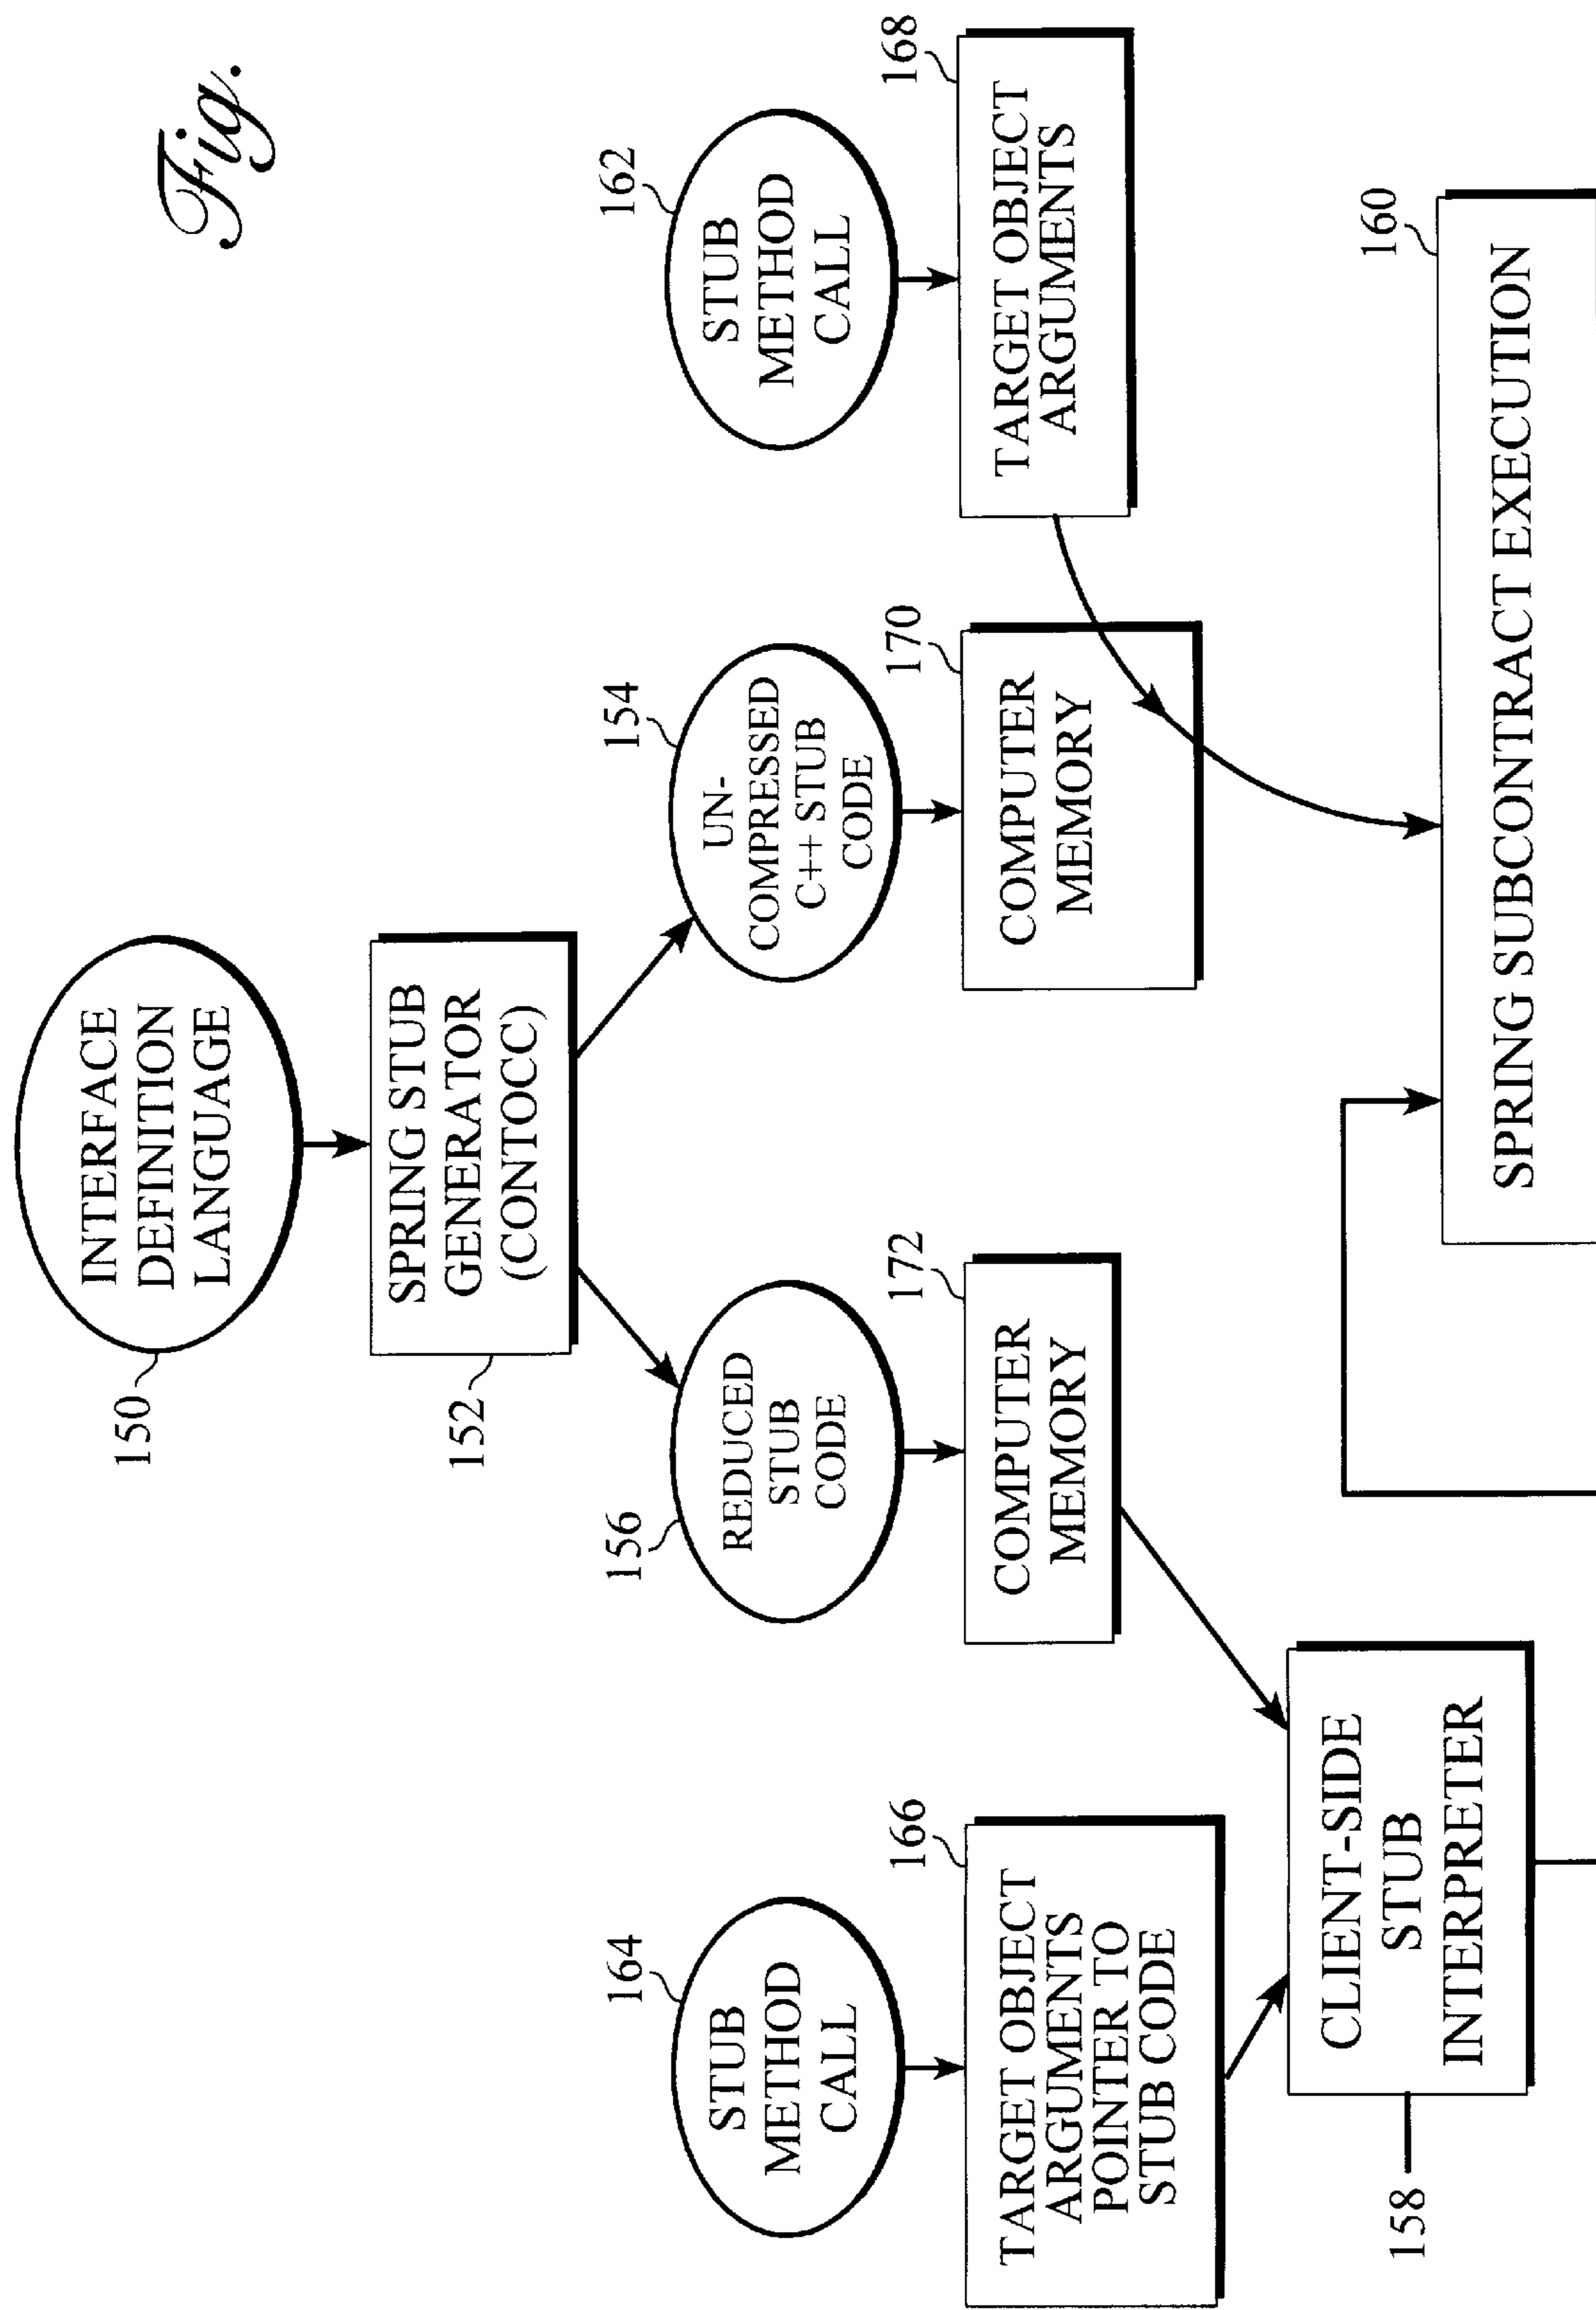 Fig.
INTERFACE
DEFINITION
LANGUAGE
150
SPRING STUB
GENERATOR
(CONTOCC)
152
164
STUB
METHOD
CALL
156
REDUCED
STUB
CODE
154
UN-
COMPRESSED
C++ STUB
CODE
162
STUB
METHOD
CALL
166
TARGET OBJECT
ARGUMENTS
POINTER TO
STUB CODE
172
COMPUTER
MEMORY
170
COMPUTER
MEMORY
168
TARGET OBJECT
ARGUMENTS
158
CLIENT-SIDE
STUB
INTERPRETER
160
SPRING SUBCONTRACT EXECUTION